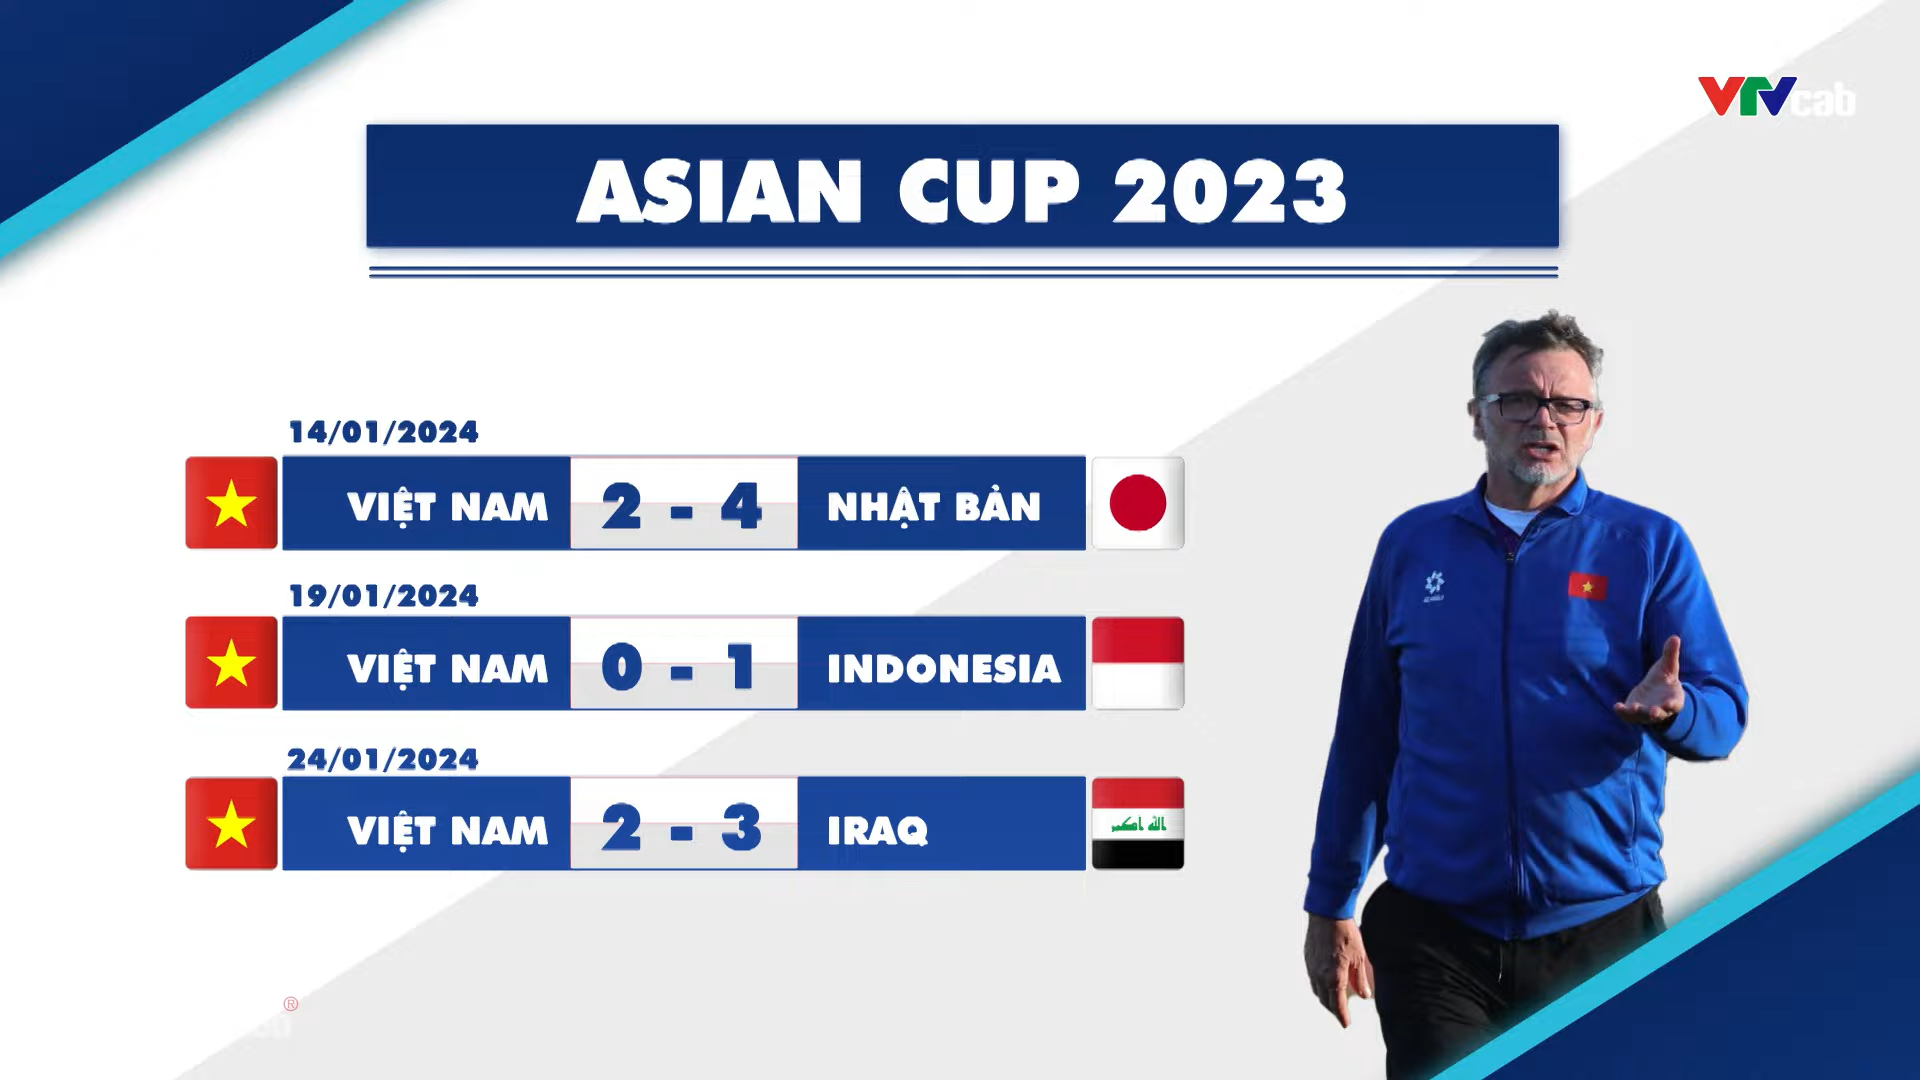 VTVcab
ASIAN CUP 2023
14/01/2024
VIỆT NAM 2 - 4 NHẬT BẢN
19/01/2024
VIỆT NAM 0 - 1 INDONESIA
24/01/2024
VIỆT NAM 2 - 3 IRAQ
®